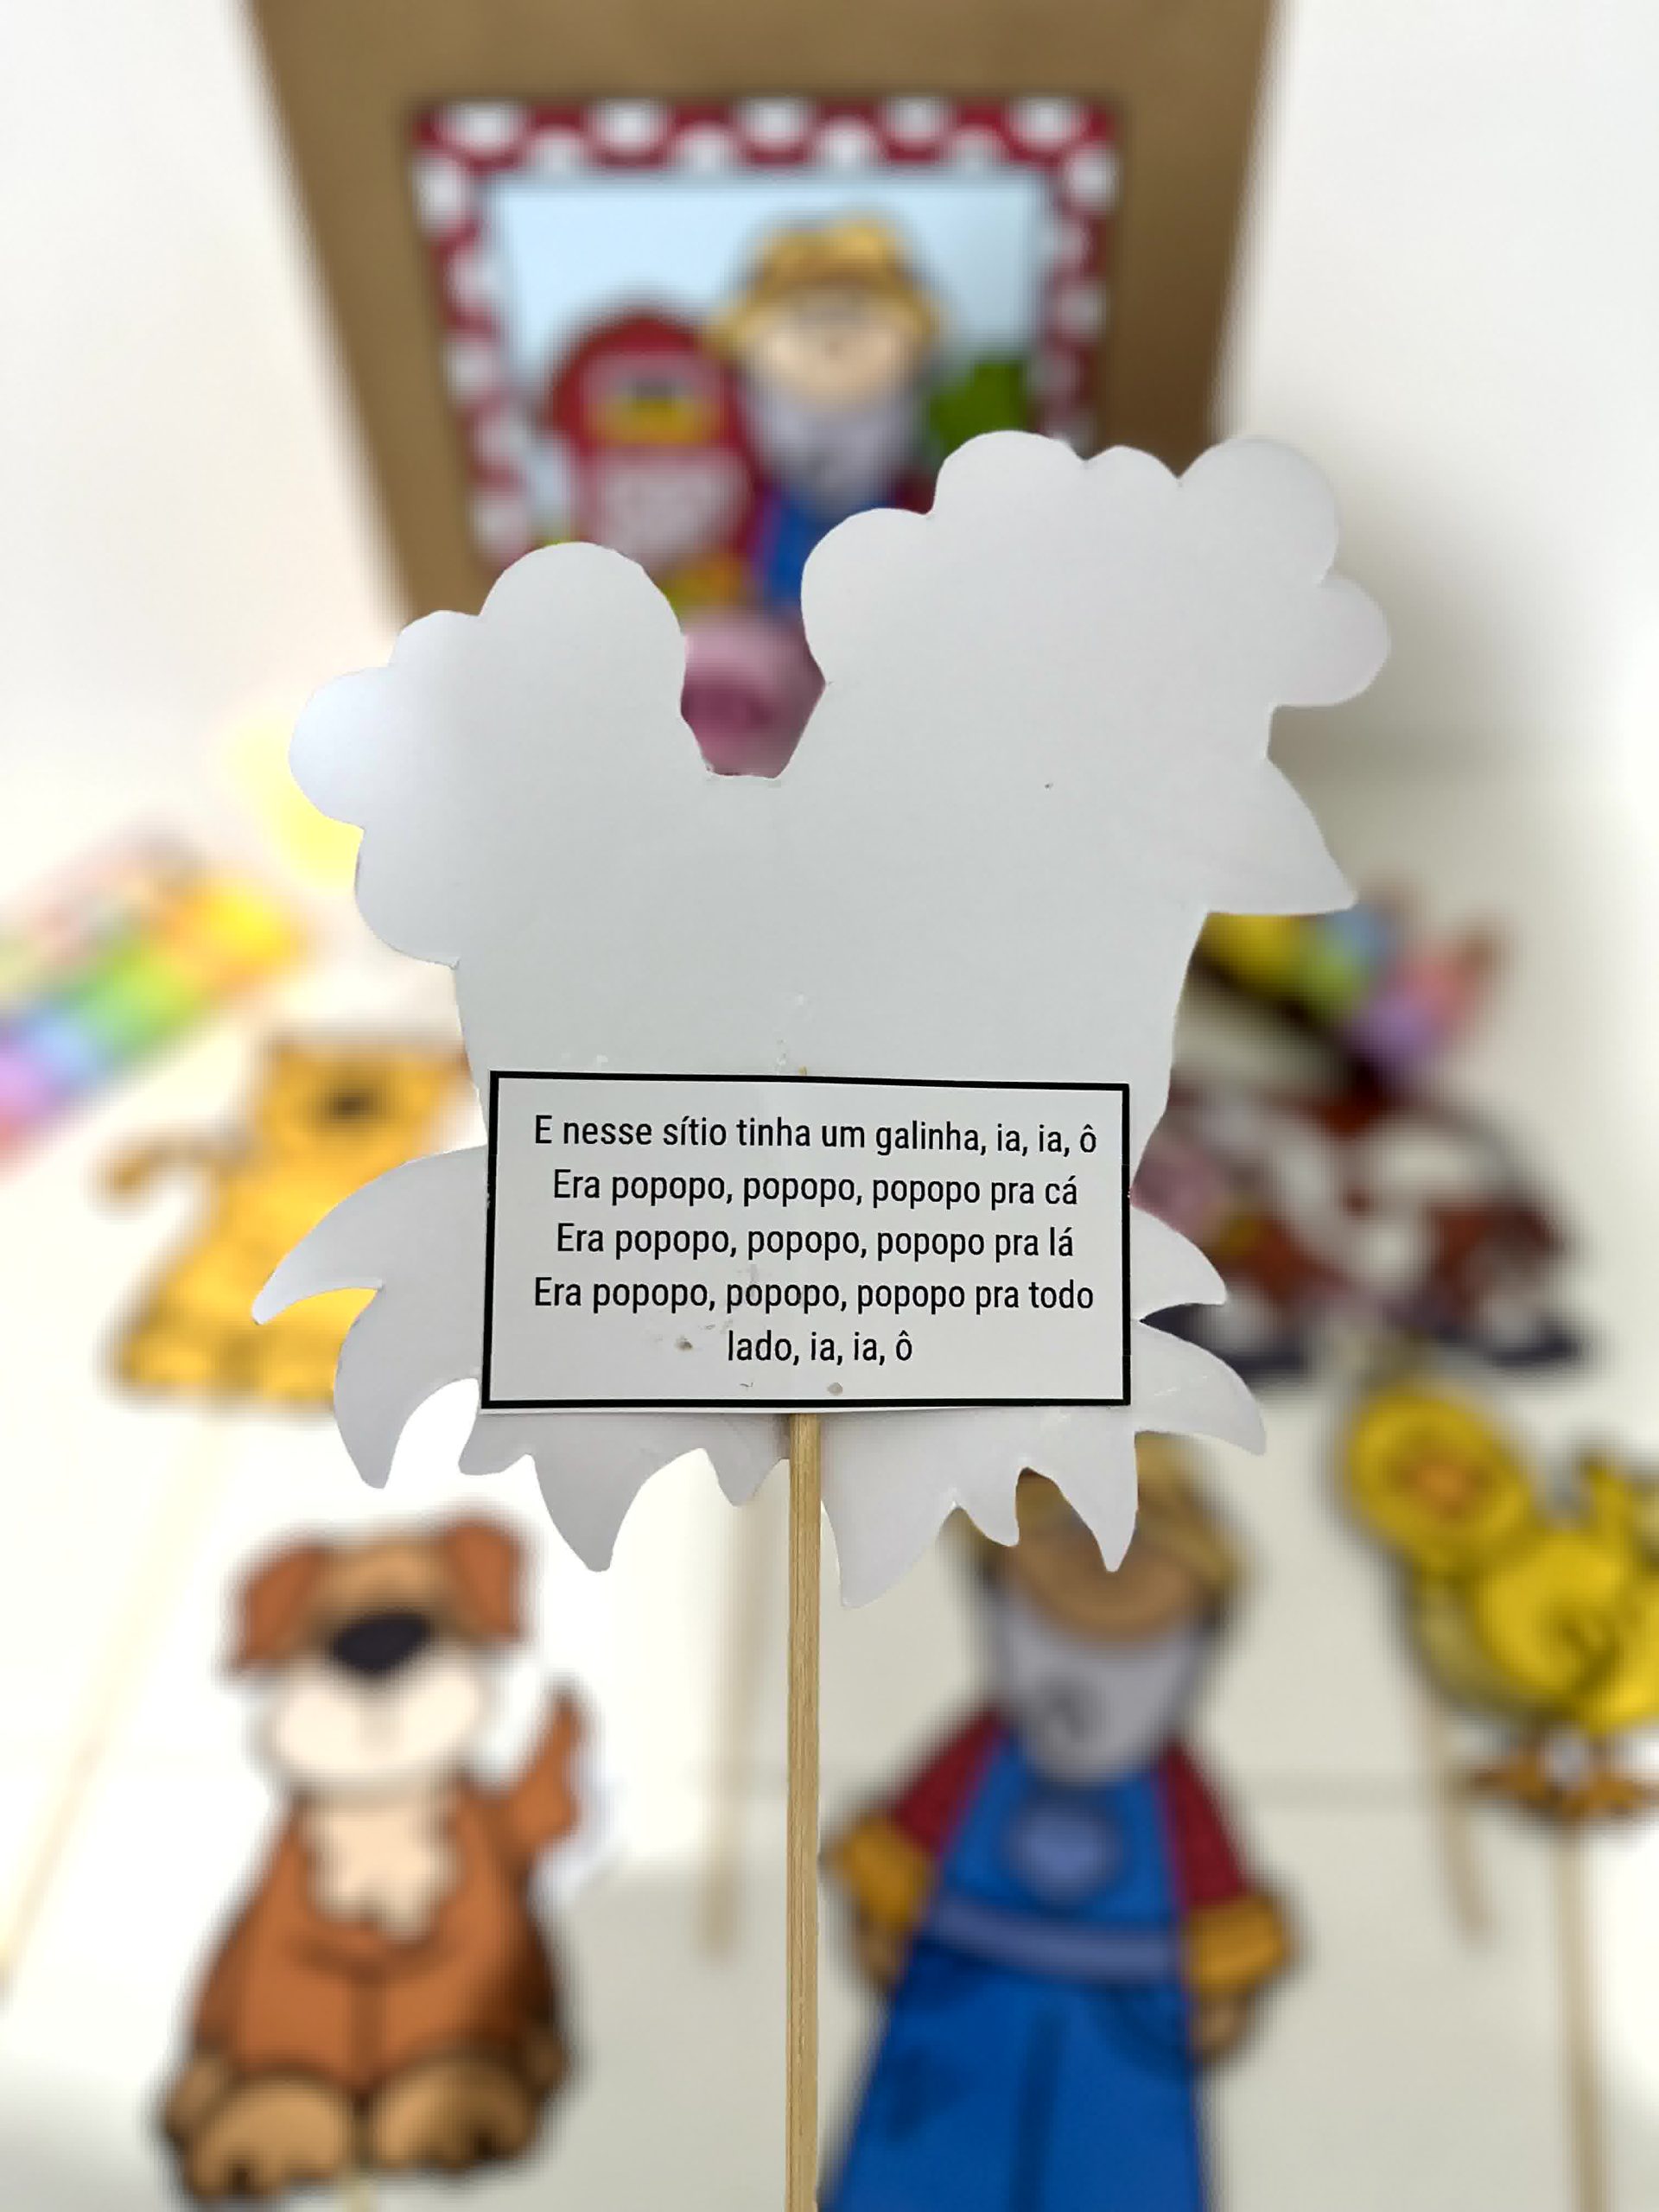 E nesse sítio tinha um galinha, ia, ia, ô
Era popopo, popopo, popopo pra cá
Era popopo, popopo, popopo pra lá
Era popopo, popopo, popopo pra todo
lado, ia, ia, ô